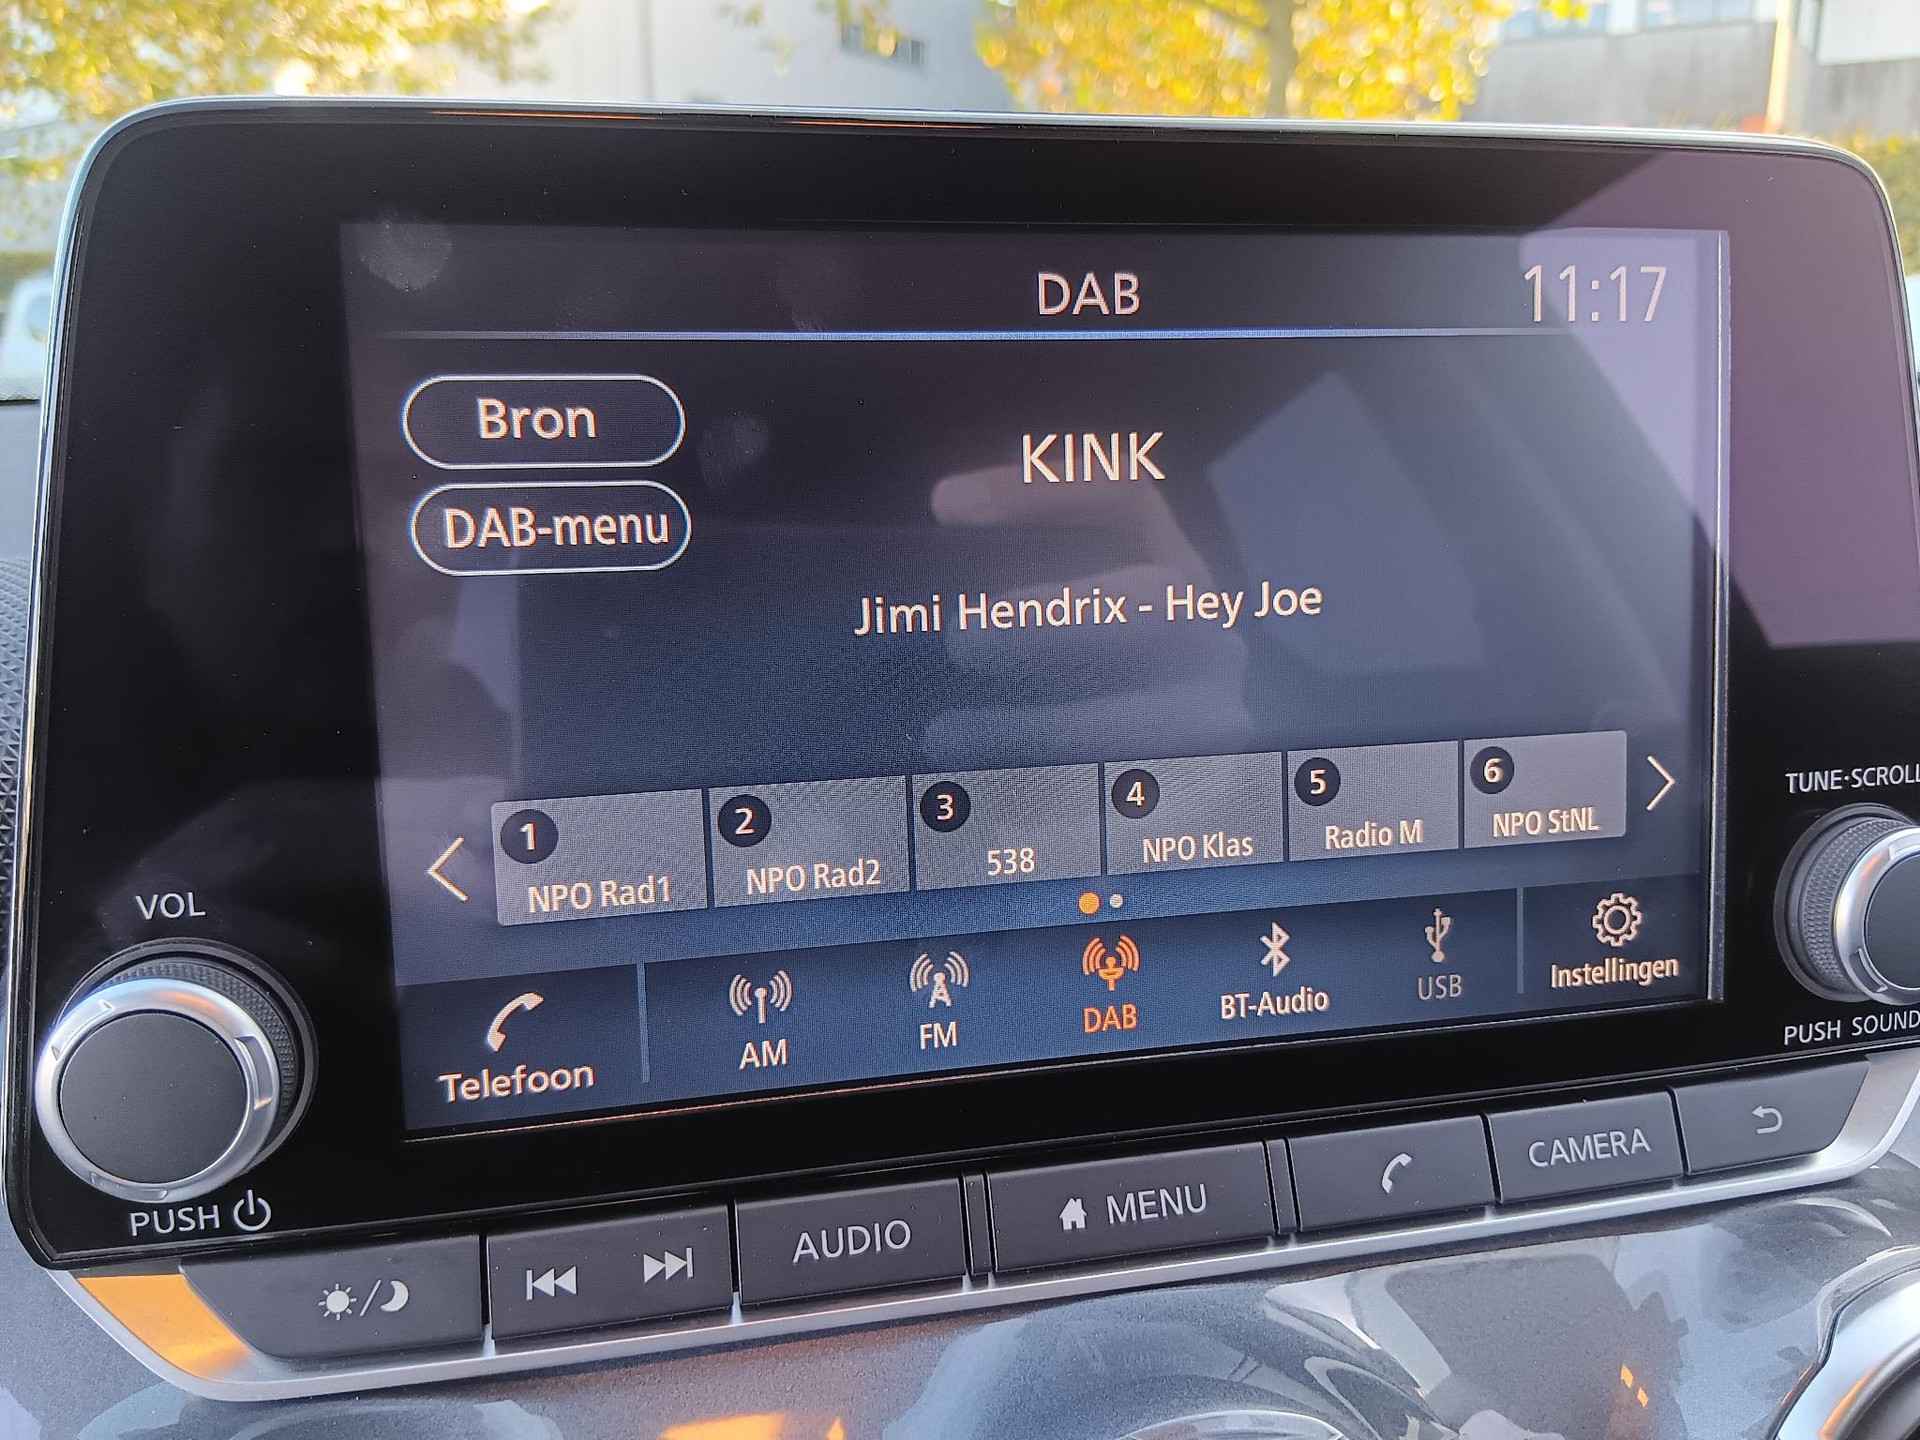 DAB
11:17
Bron
KINK
DAB-menu
Jimi Hendrix - Hey Joe
1 2 3 4 5 6
NPO Rad1 NPO Rad2 538 NPO Klas Radio M NPO StNL
Telefoon AM FM DAB BT-Audio USB Instellingen
VOL
PUSH
TUNE·SCROLL
PUSH SOUND
AUDIO
MENU
CAMERA